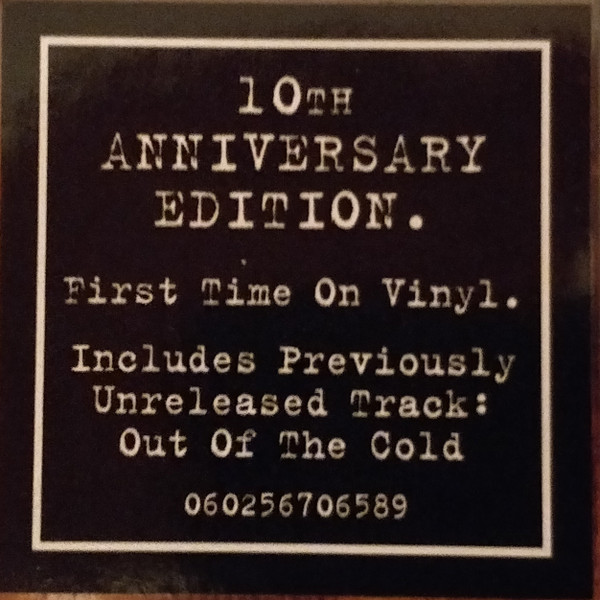 10TH
ANNIVERSARY
EDITION.
First Time On Vinyl.
Includes Previously
Unreleased Track:
Out Of The Cold
060256706589